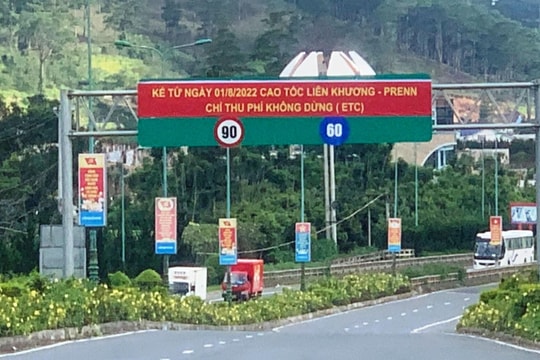 KỂ TỪ NGÀY 01/8/2022 CAO TỐC LIÊN KHƯƠNG - PRENN
CHỈ THU PHÍ KHÔNG DỪNG ( ETC)
90
60